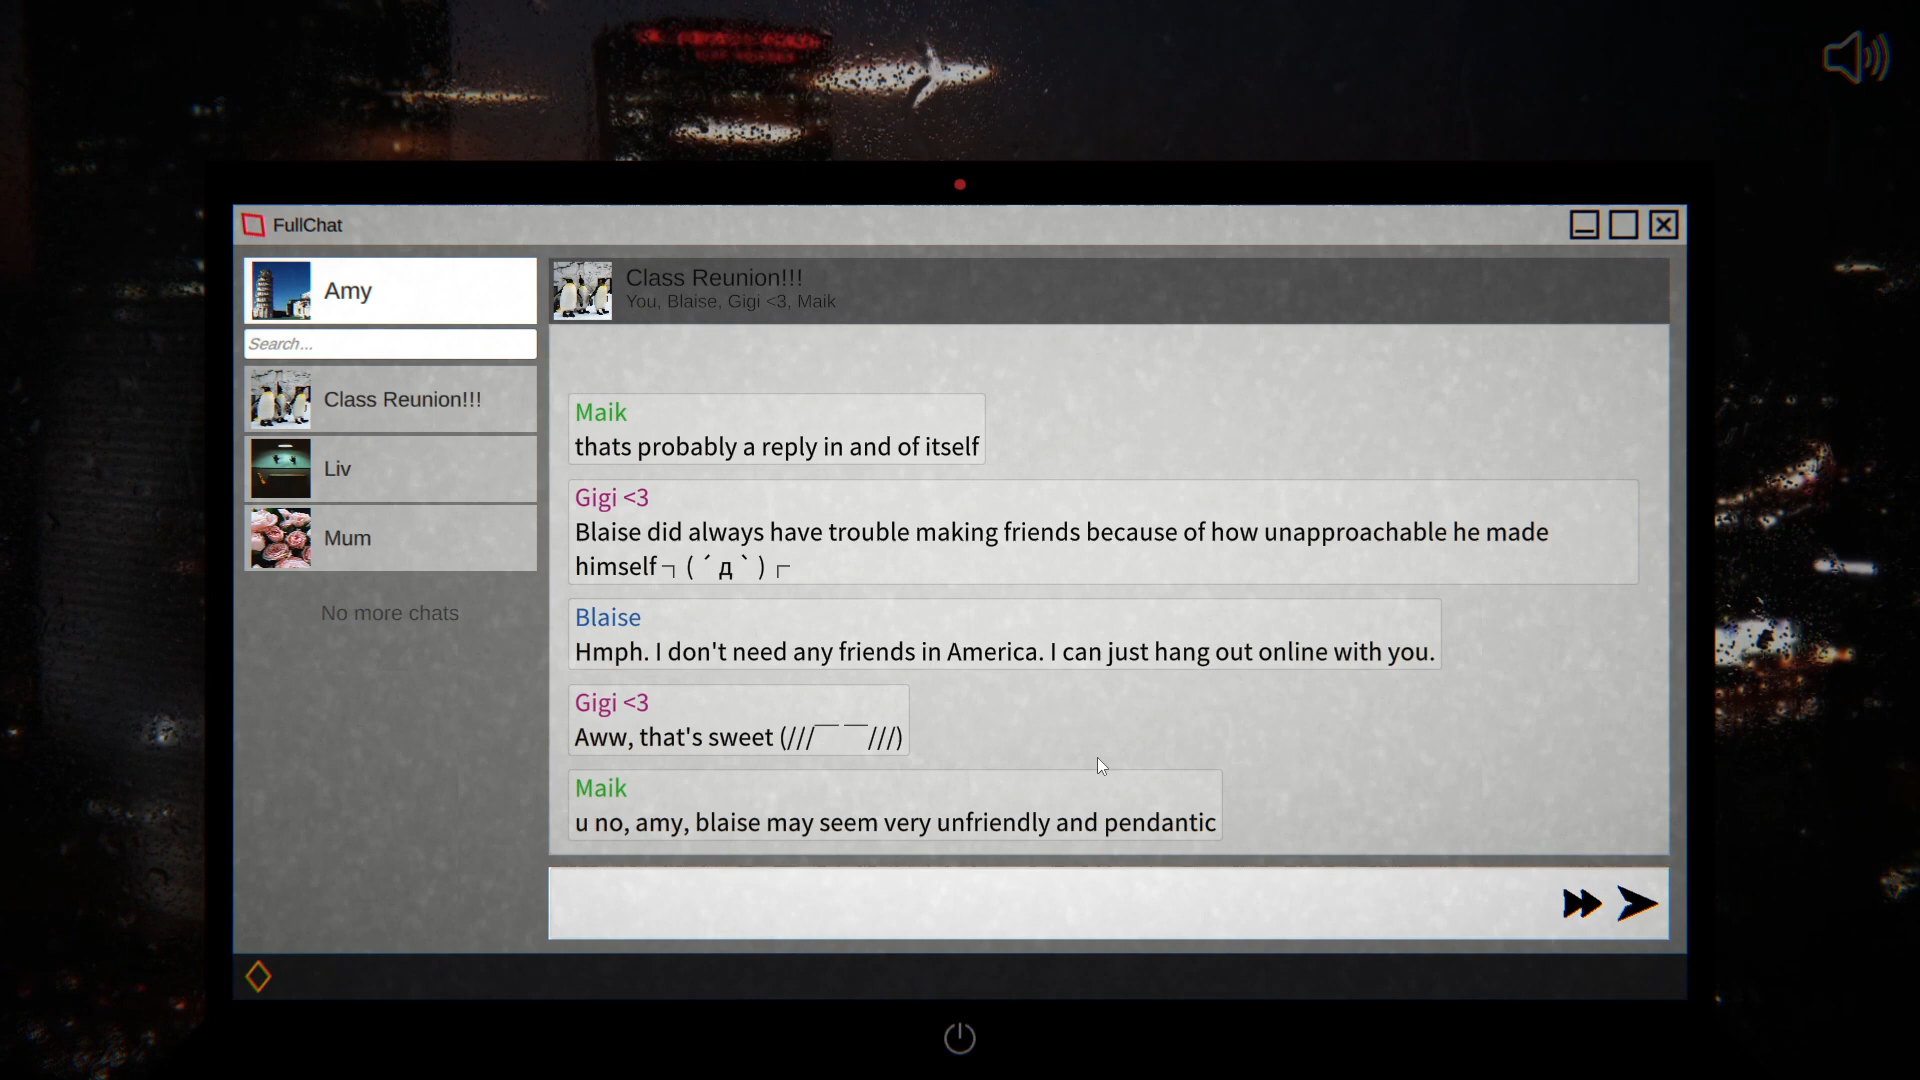 FullChat
Amy
Search...
Class Reunion!!!
Liv
Mum
No more chats
Class Reunion!!!
You, Blaise, Gigi <3, Maik
Maik
thats probably a reply in and of itself
Gigi <3
Blaise did always have trouble making friends because of how unapproachable he made
himself ┐( ´ д ` ) ┌
Blaise
Hmph. I don't need any friends in America. I can just hang out online with you.
Gigi <3
Aww, that's sweet (///￣ ￣///)
Maik
u no, amy, blaise may seem very unfriendly and pendantic